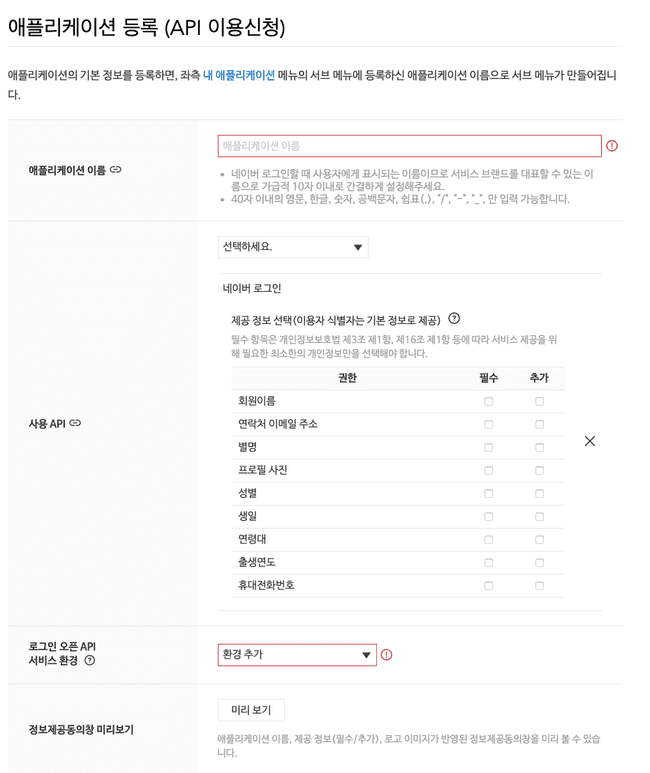 애플리케이션 등록 (API 이용신청)
애플리케이션의 기본 정보를 등록하면, 좌측 내 애플리케이션 메뉴의 서브 메뉴에 등록하신 애플리케이션 이름으로 서브 메뉴가 만들어집니
다.
애플리케이션 이름
애플리케이션 이름
네이버 로그인할 때 사용자에게 표시되는 이름이므로 서비스 브랜드를 대표할 수 있는 이
름으로 가급적 10자 이내로 간결하게 설정해주세요.
40자 이내의 영문, 한글, 숫자, 공백문자, 쉼표(,), "/", "-", "_", 만 입력 가능합니다.
사용 API
선택하세요.
네이버 로그인
제공 정보 선택(이용자 식별자는 기본 정보로 제공)
필수 항목은 개인정보보호법 제3조 제1항, 제16조 제1항 등에 따라 서비스 제공을 위
해 필요한 최소한의 개인정보만을 선택해야 합니다.
권한 필수 추가
회원이름
연락처 이메일 주소
별명
프로필 사진
성별
생일
연령대
출생연도
휴대전화번호
로그인 오픈 API
서비스 환경
환경 추가
정보제공동의창 미리보기
미리 보기
애플리케이션 이름, 제공 정보(필수/추가), 로고 이미지가 반영된 정보제공동의창을 미리 볼 수 있습
니다.